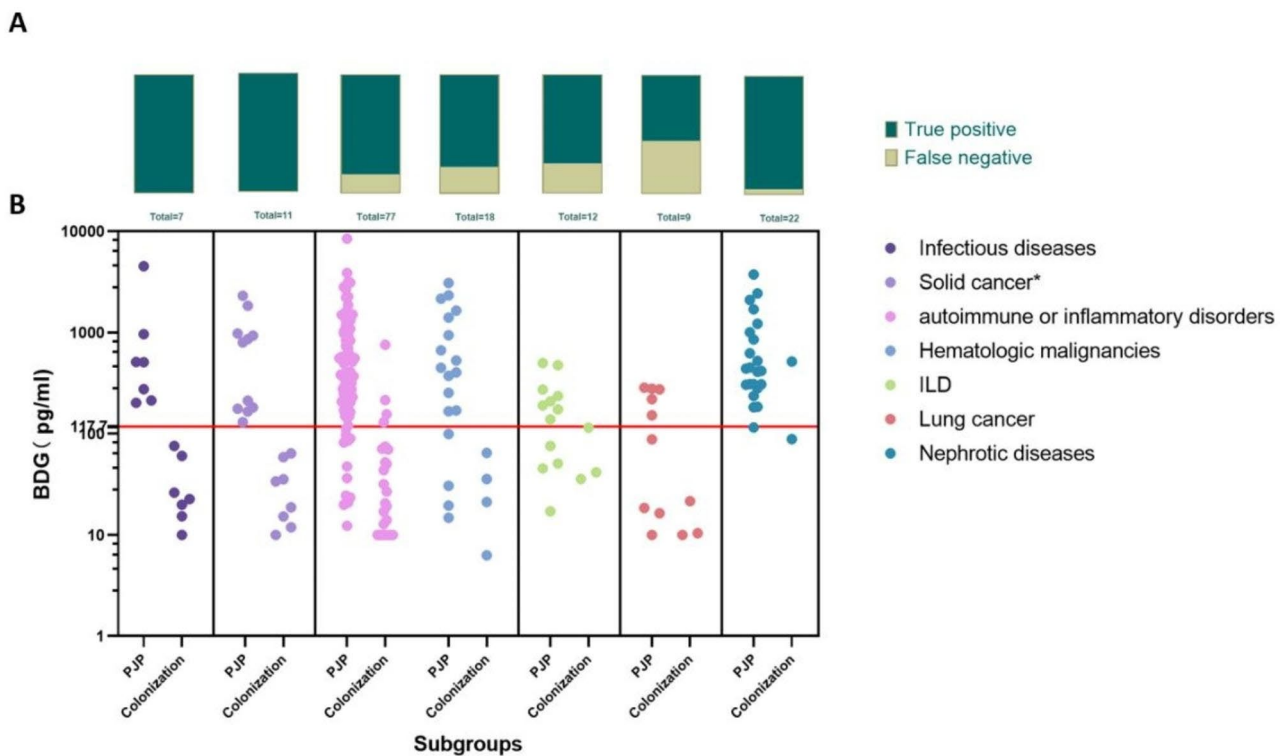 A
True positive
False negative
B
Total=7
Total=11
Total=77
Total=18
Total=12
Total=9
Total=22
10000
1000
117.7
100
10
1
BDG ( pg/ml)
Infectious diseases
Solid cancer*
autoimmune or inflammatory disorders
Hematologic malignancies
ILD
Lung cancer
Nephrotic diseases
PJP
Colonization
PJP
Colonization
PJP
Colonization
PJP
Colonization
PJP
Colonization
PJP
Colonization
PJP
Colonization
Subgroups